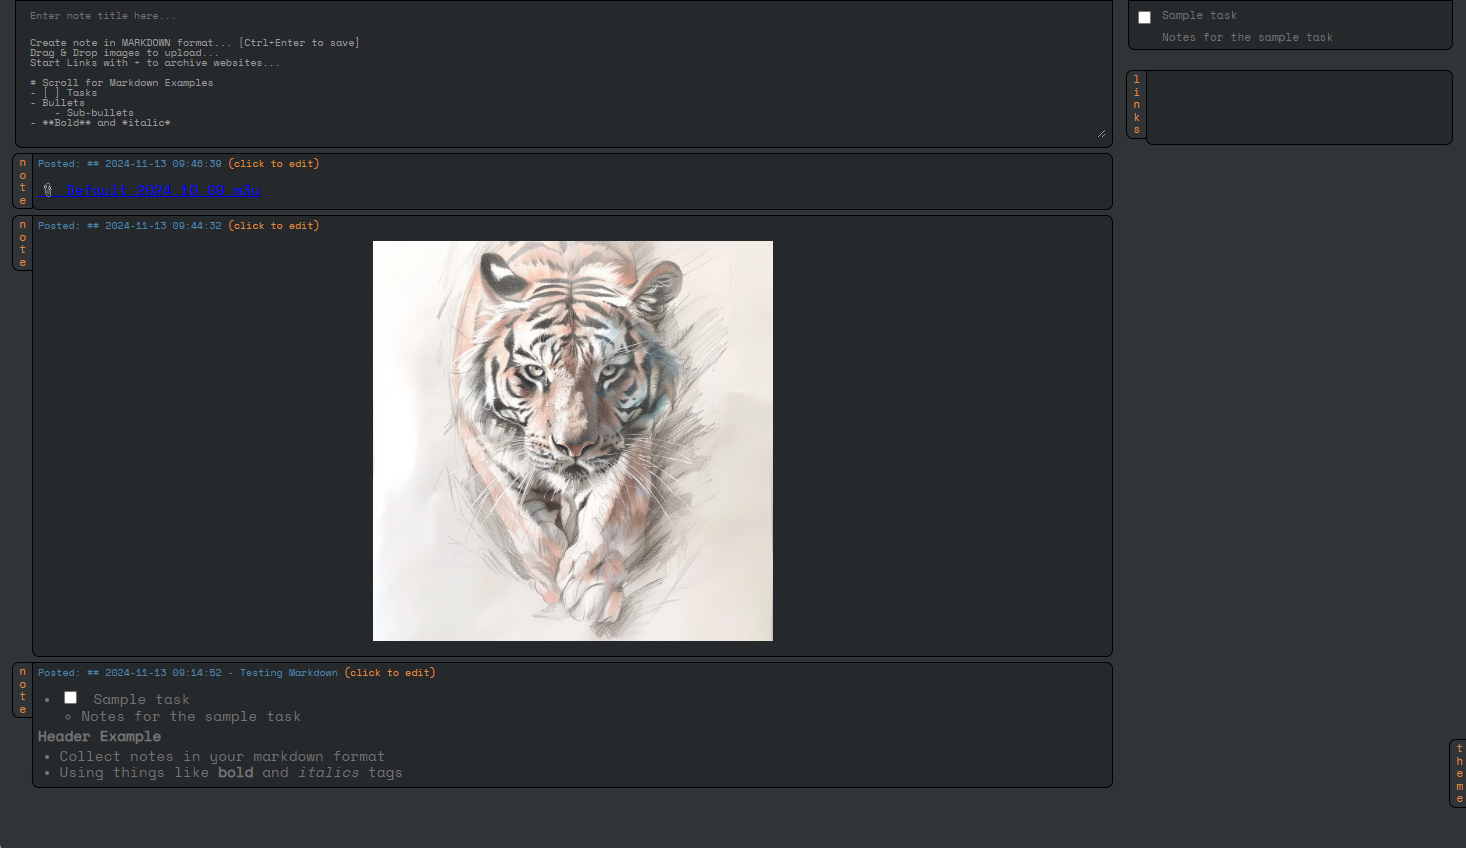 Enter note title here...
Create note in MARKDOWN format... [Ctrl+Enter to save]
Drag & Drop images to upload...
Start Links with + to archive websites...
# Scroll for Markdown Examples
- [ ] Tasks
- Bullets
- Sub-bullets
- **Bold** and *italic*
note
Posted: ## 2024-11-13 09:46:39 (click to edit)
Default.2024.10.09.m3u
note
Posted: ## 2024-11-13 09:44:32 (click to edit)
note
Posted: ## 2024-11-13 09:14:52 - Testing Markdown (click to edit)
Sample task
Notes for the sample task
Header Example
Collect notes in your markdown format
Using things like bold and italics tags
Sample task
Notes for the sample task
links
theme